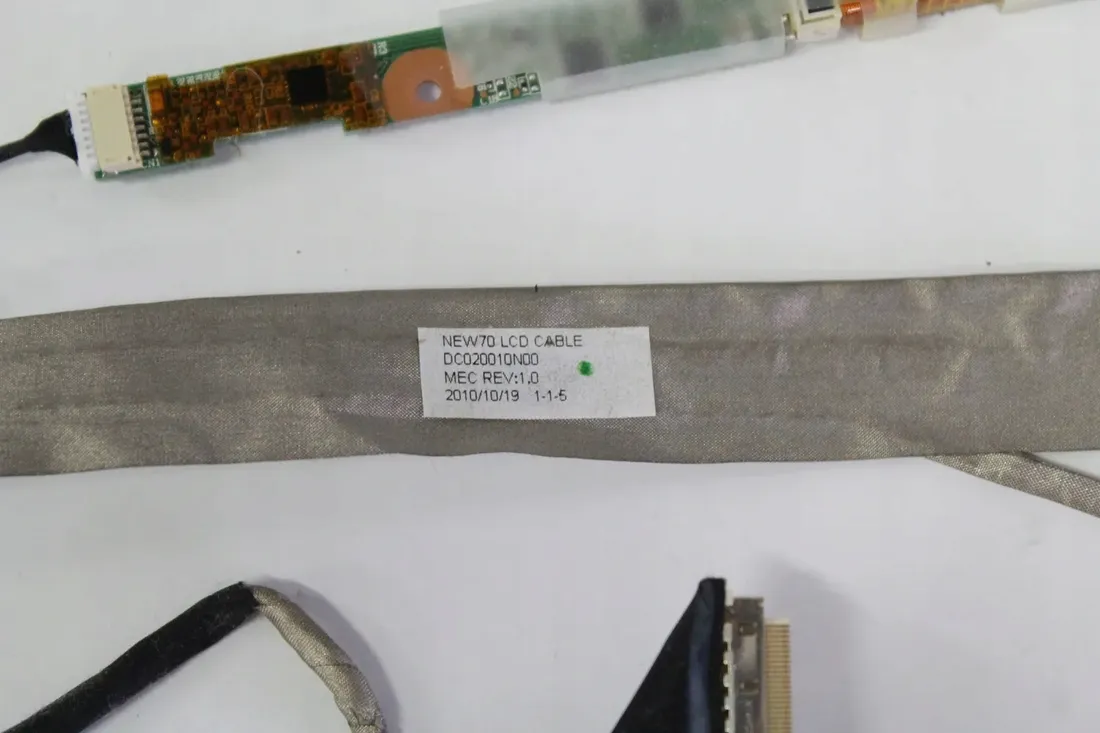 NEW70 LCD CABLE
DC020010N00
MEC REV:1.0
2010/10/19 1-1-5